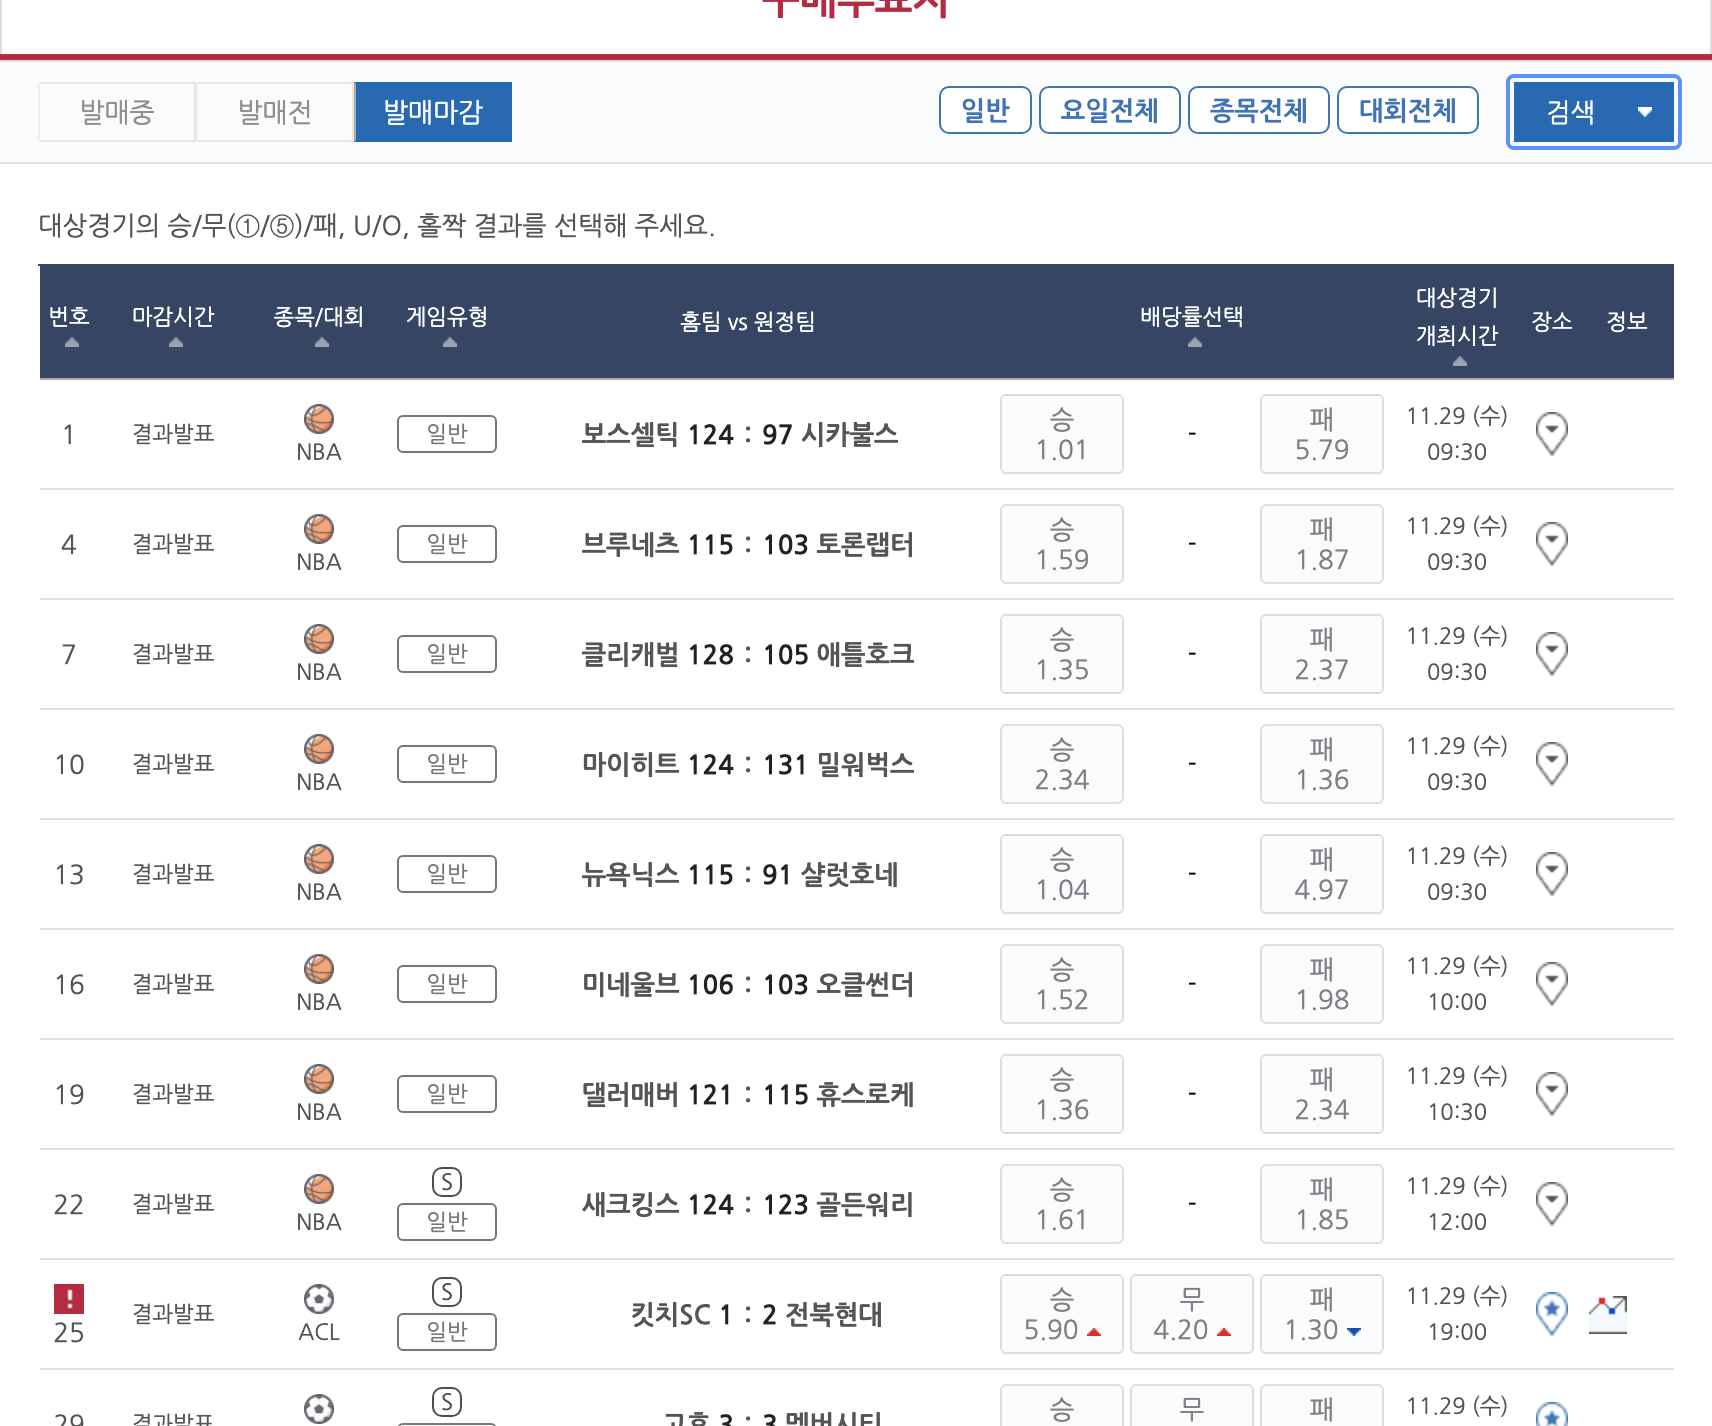 구매투표지
발매중 발매전 발매마감 일반 요일전체 종목전체 대회전체 검색
대상경기의 승/무(①/⑤)/패, U/O, 홀짝 결과를 선택해 주세요.
번호 마감시간 종목/대회 게임유형 홈팀 vs 원정팀 배당률선택 대상경기 개최시간 장소 정보
1 결과발표 NBA 일반 보스셀틱 124 : 97 시카불스 승 1.01 - 패 5.79 11.29 (수) 09:30
4 결과발표 NBA 일반 브루네츠 115 : 103 토론랩터 승 1.59 - 패 1.87 11.29 (수) 09:30
7 결과발표 NBA 일반 클리캐벌 128 : 105 애틀호크 승 1.35 - 패 2.37 11.29 (수) 09:30
10 결과발표 NBA 일반 마이히트 124 : 131 밀워벅스 승 2.34 - 패 1.36 11.29 (수) 09:30
13 결과발표 NBA 일반 뉴욕닉스 115 : 91 샬럿호네 승 1.04 - 패 4.97 11.29 (수) 09:30
16 결과발표 NBA 일반 미네울브 106 : 103 오클썬더 승 1.52 - 패 1.98 11.29 (수) 10:00
19 결과발표 NBA 일반 댈러매버 121 : 115 휴스로케 승 1.36 - 패 2.34 11.29 (수) 10:30
22 결과발표 NBA S 일반 새크킹스 124 : 123 골든워리 승 1.61 - 패 1.85 11.29 (수) 12:00
! 25 결과발표 ACL S 일반 킷치SC 1 : 2 전북현대 승 5.90 무 4.20 패 1.30 11.29 (수) 19:00
29 결과발표 S 3 : 3 멜버시티 승 무 패 11.29 (수)